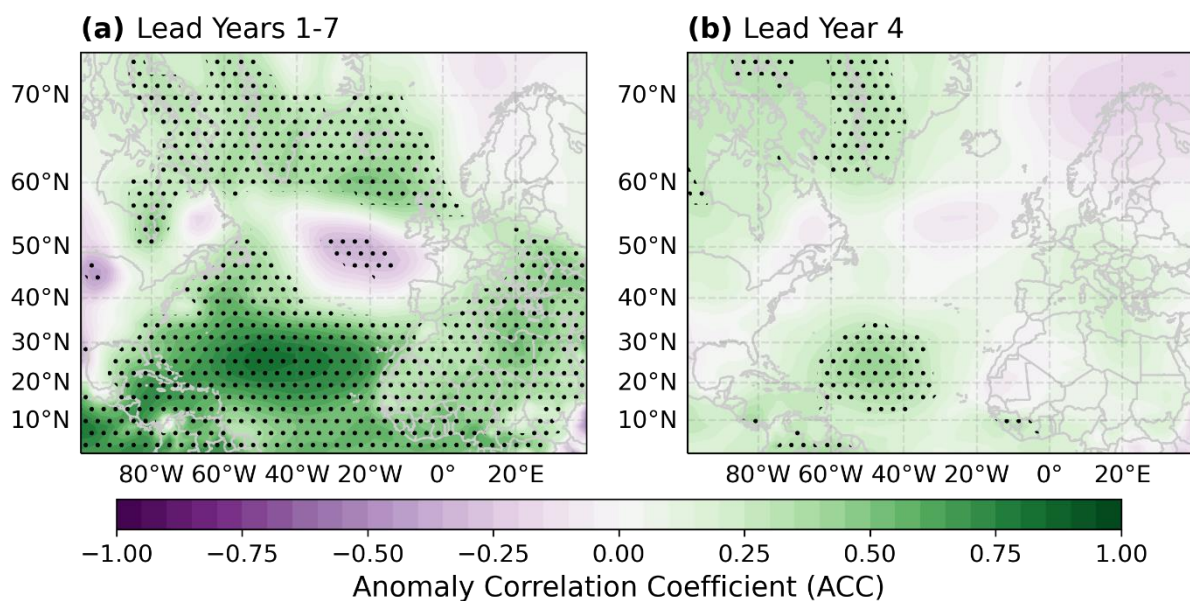 (a) Lead Years 1-7
(b) Lead Year 4
70°N
60°N
50°N
40°N
30°N
20°N
10°N
80°W 60°W 40°W 20°W 0° 20°E
70°N
60°N
50°N
40°N
30°N
20°N
10°N
80°W 60°W 40°W 20°W 0° 20°E
−1.00 −0.75 −0.50 −0.25 0.00 0.25 0.50 0.75 1.00
Anomaly Correlation Coefficient (ACC)